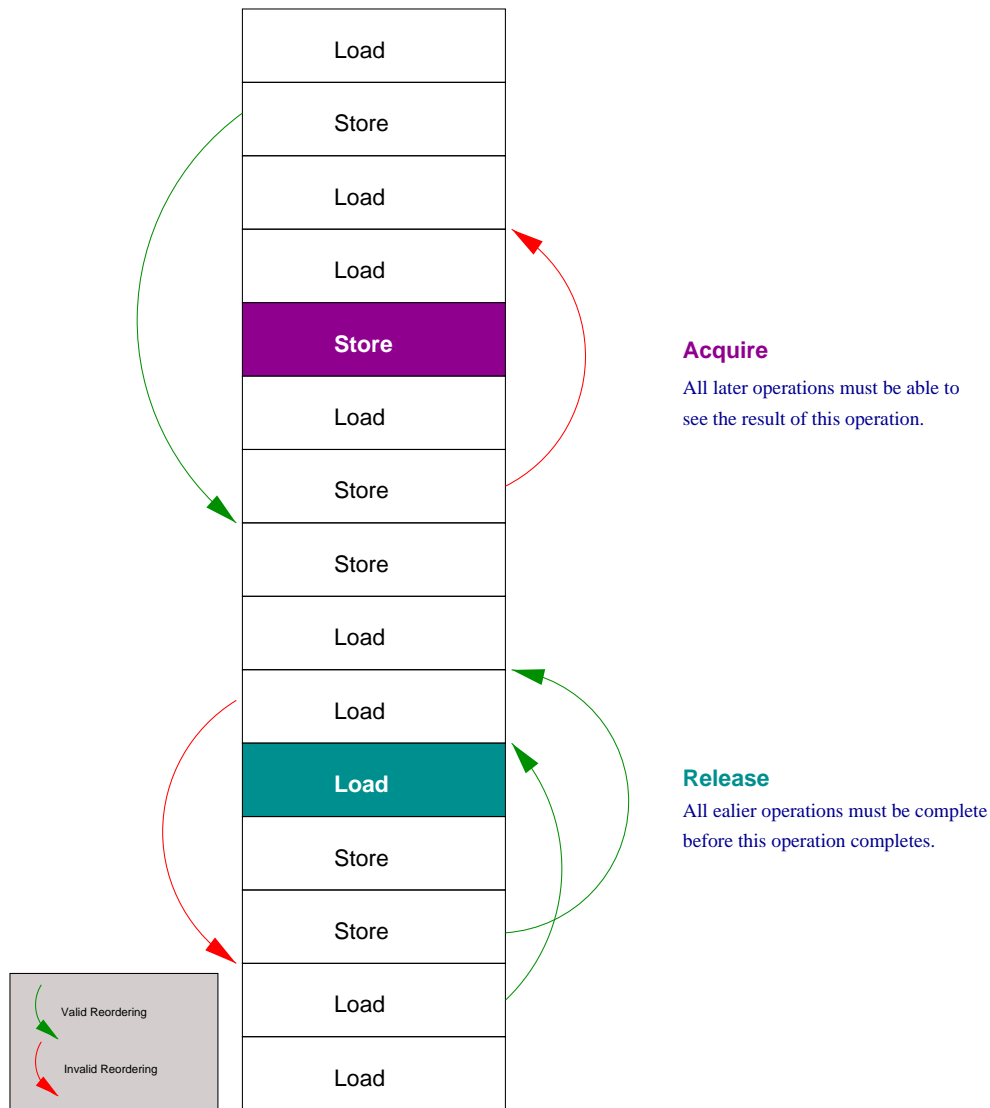 Load
Store
Load
Load
Store
Load
Store
Store
Load
Load
Load
Store
Store
Load
Load
Acquire
All later operations must be able to
see the result of this operation.
Release
All ealier operations must be complete
before this operation completes.
Valid Reordering
Invalid Reordering